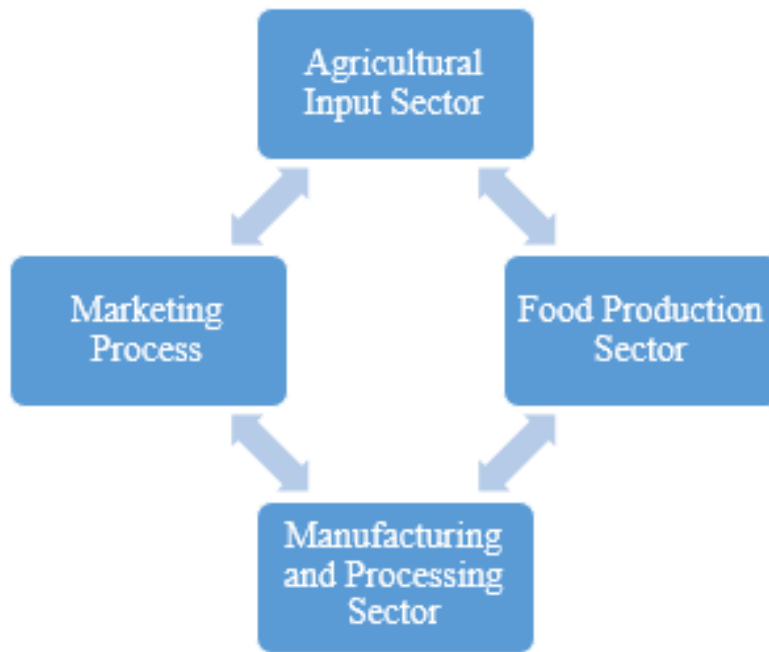 Agricultural
Input Sector
Marketing
Process
Food Production
Sector
Manufacturing
and Processing
Sector